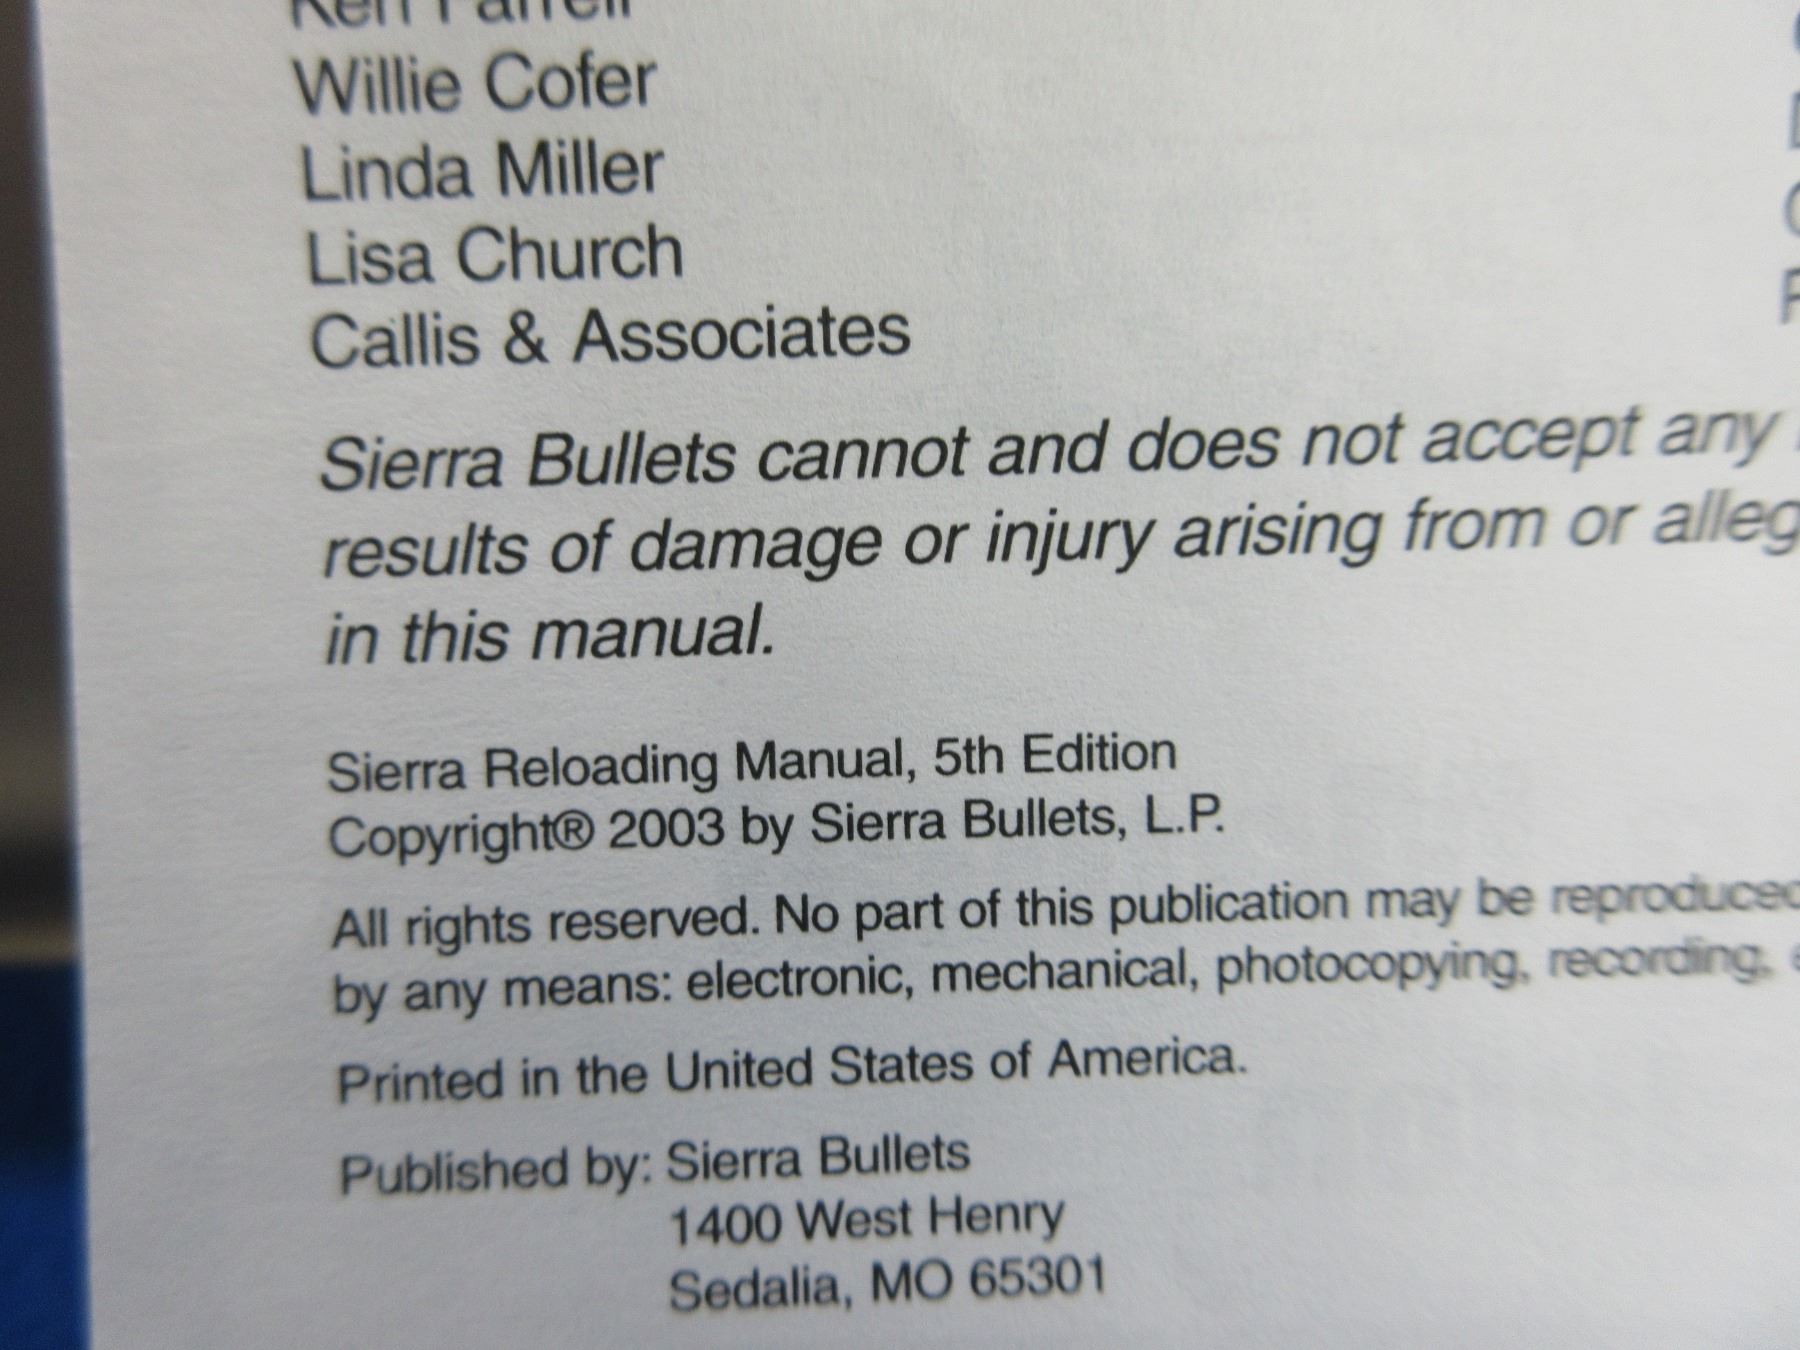 Ken Farrell
Willie Cofer
Linda Miller
Lisa Church
Callis & Associates
Sierra Bullets cannot and does not accept any
results of damage or injury arising from or alleg
in this manual.
Sierra Reloading Manual, 5th Edition
Copyright® 2003 by Sierra Bullets, L.P.
All rights reserved. No part of this publication may be reproduced
by any means: electronic, mechanical, photocopying, recording,
Printed in the United States of America.
Published by: Sierra Bullets
1400 West Henry
Sedalia, MO 65301